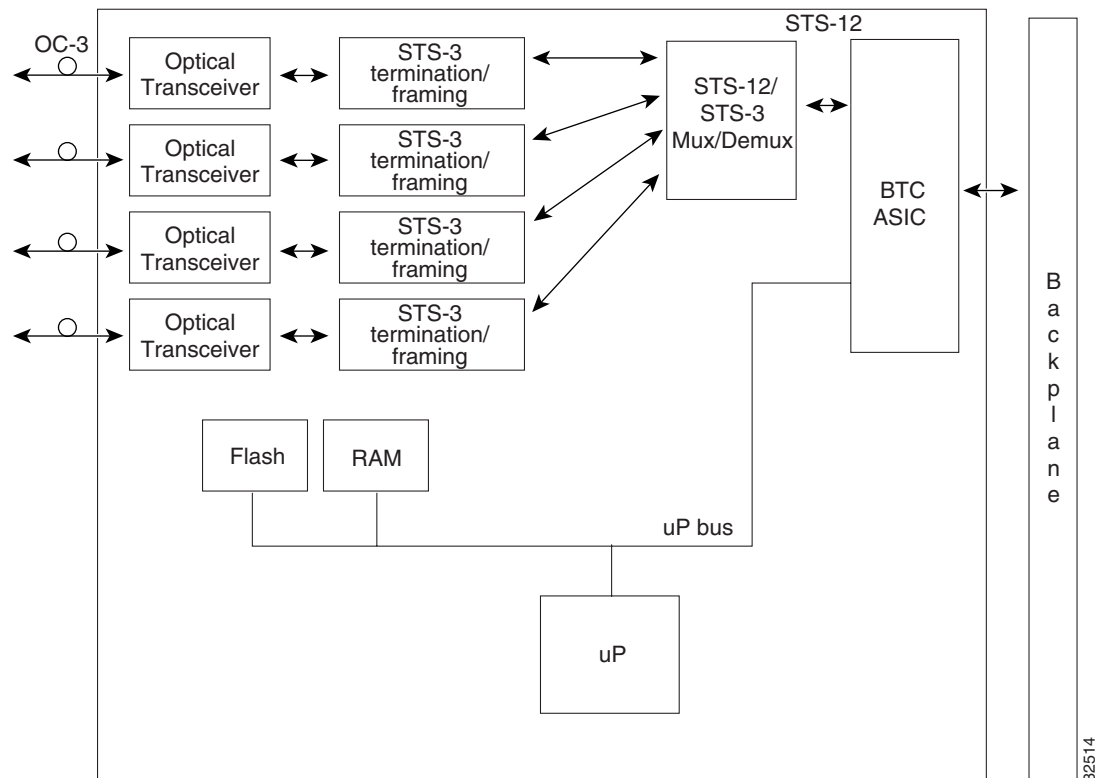 STS-12
OC-3
Optical
Transceiver
STS-3
termination/
framing
STS-12/
STS-3
Mux/Demux
Optical
Transceiver
STS-3
termination/
framing
BTC
ASIC
Optical
Transceiver
STS-3
termination/
framing
Optical
Transceiver
STS-3
termination/
framing
Backplane
Flash
RAM
uP bus
uP
32514